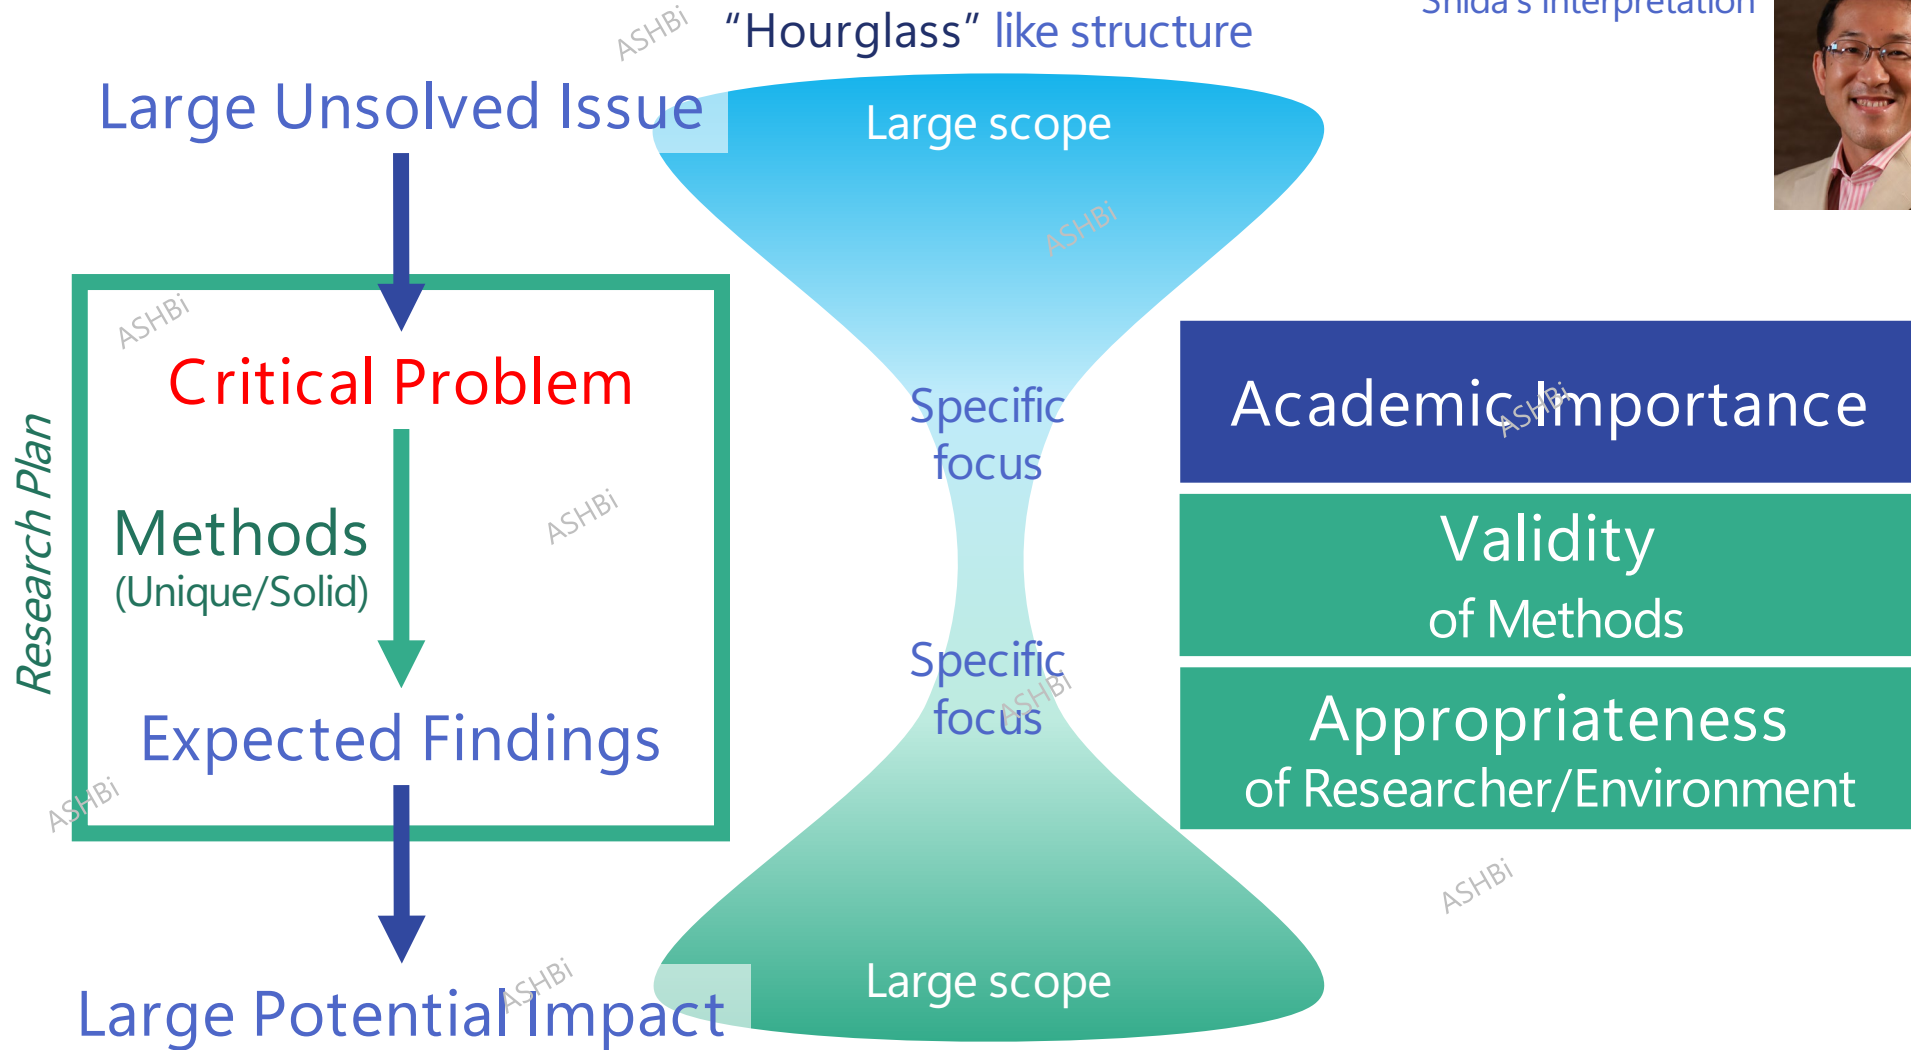 Shida's interpretation
"Hourglass" like structure
Large Unsolved Issue
Large scope
Research Plan
Critical Problem
Methods
(Unique/Solid)
Expected Findings
Large Potential Impact
Specific
focus
Specific
focus
Large scope
Academic Importance
Validity
of Methods
Appropriateness
of Researcher/Environment
ASHBi
ASHBi
ASHBi
ASHBi
ASHBi
ASHBi
ASHBi
ASHBi
ASHBi